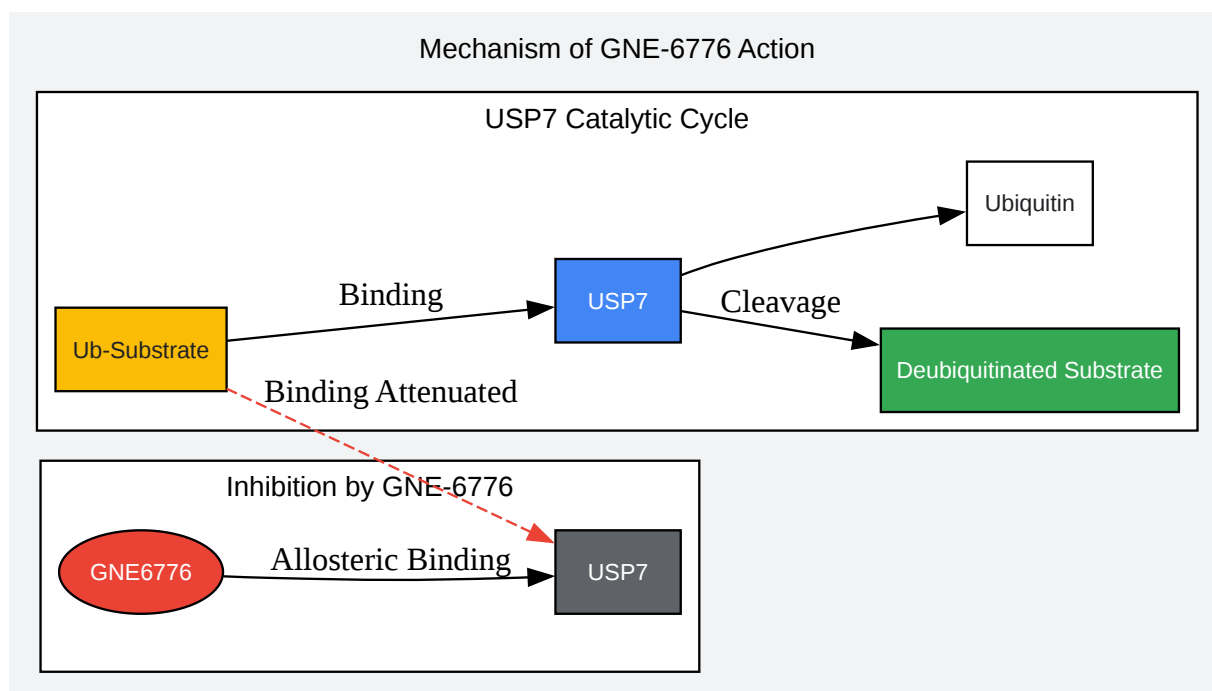 Mechanism of GNE-6776 Action
USP7 Catalytic Cycle
Ubiquitin
Binding
USP7
Cleavage
Ub-Substrate
Deubiquitinated Substrate
Binding Attenuated
Inhibition by GNE-6776
GNE6776
Allosteric Binding
USP7